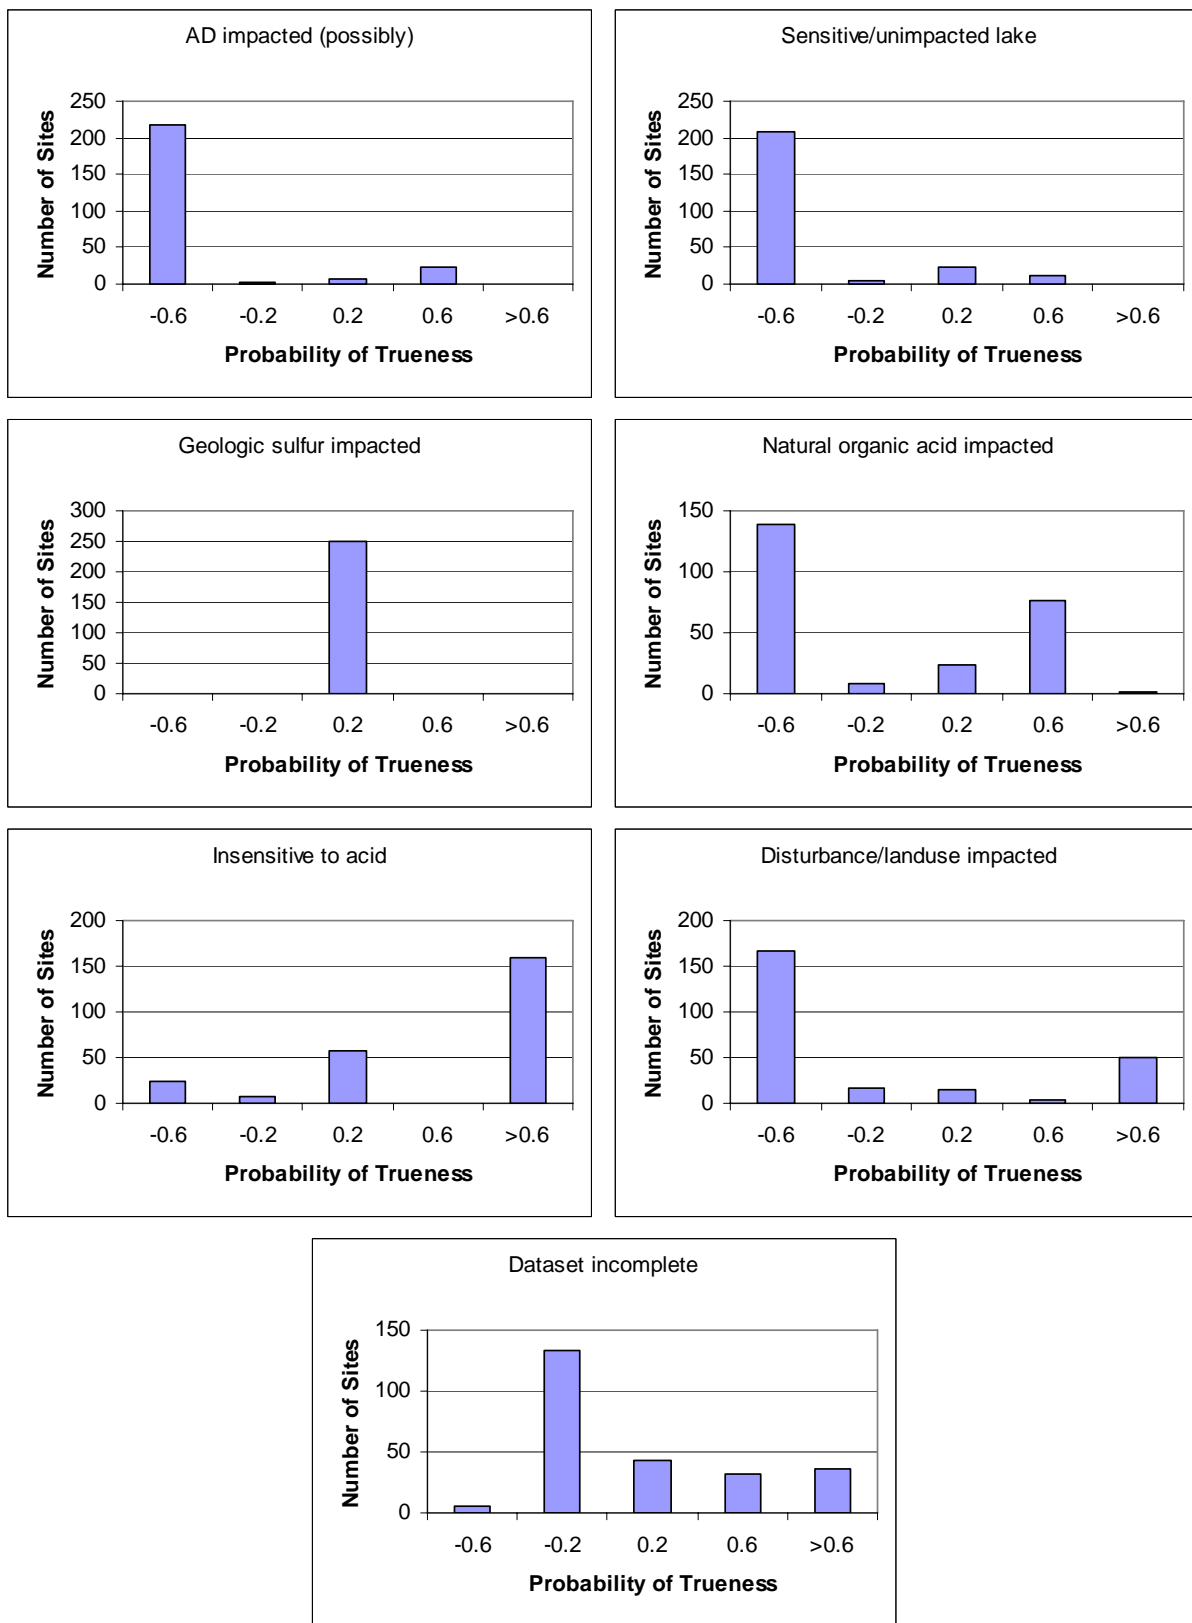 AD impacted (possibly)
Number of Sites
250
200
150
100
50
0
-0.6 -0.2 0.2 0.6 >0.6
Probability of Trueness
Sensitive/unimpacted lake
Number of Sites
250
200
150
100
50
0
-0.6 -0.2 0.2 0.6 >0.6
Probability of Trueness
Geologic sulfur impacted
Number of Sites
300
250
200
150
100
50
0
-0.6 -0.2 0.2 0.6 >0.6
Probability of Trueness
Natural organic acid impacted
Number of Sites
150
100
50
0
-0.6 -0.2 0.2 0.6 >0.6
Probability of Trueness
Insensitive to acid
Number of Sites
200
150
100
50
0
-0.6 -0.2 0.2 0.6 >0.6
Probability of Trueness
Disturbance/landuse impacted
Number of Sites
200
150
100
50
0
-0.6 -0.2 0.2 0.6 >0.6
Probability of Trueness
Dataset incomplete
Number of Sites
150
100
50
0
-0.6 -0.2 0.2 0.6 >0.6
Probability of Trueness